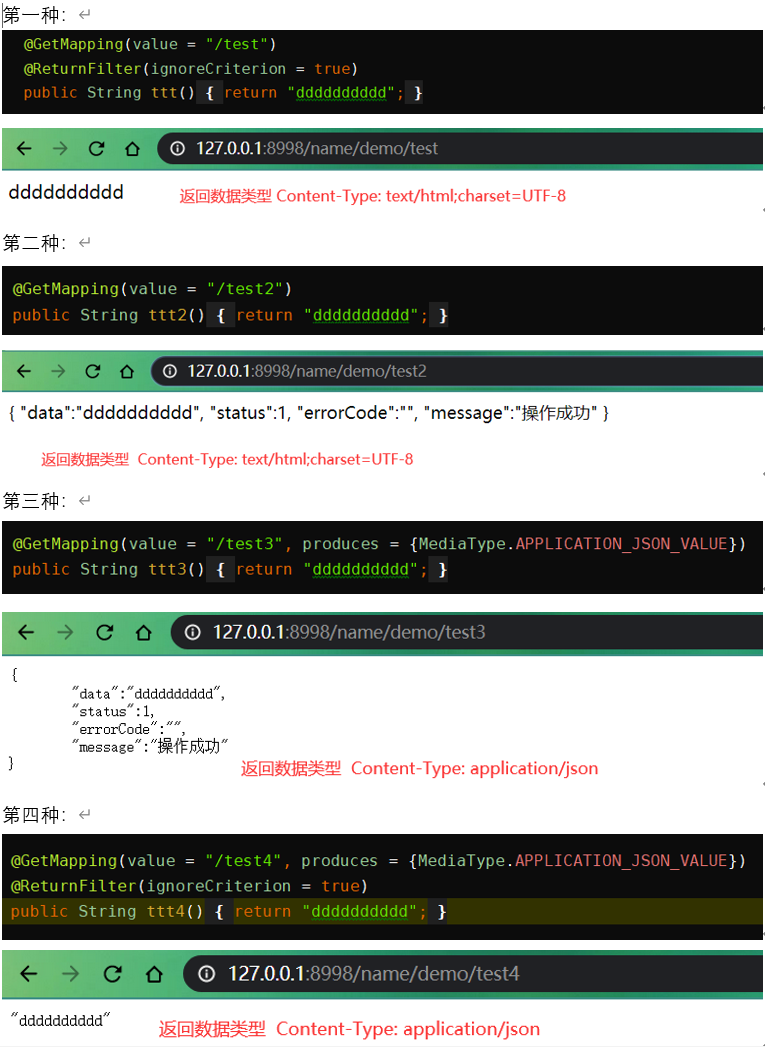 第一种：
@GetMapping(value = "/test")
@ReturnFilter(ignoreCriterion = true)
public String ttt() { return "dddddddddd"; }
127.0.0.1:8998/name/demo/test
dddddddddd 返回数据类型 Content-Type: text/html;charset=UTF-8
第二种：
@GetMapping(value = "/test2")
public String ttt2() { return "dddddddddd"; }
127.0.0.1:8998/name/demo/test2
{ "data":"dddddddddd", "status":1, "errorCode":"", "message":"操作成功" }
返回数据类型 Content-Type: text/html;charset=UTF-8
第三种：
@GetMapping(value = "/test3", produces = {MediaType.APPLICATION_JSON_VALUE})
public String ttt3() { return "dddddddddd"; }
127.0.0.1:8998/name/demo/test3
{
"data":"dddddddddd",
"status":1,
"errorCode":"",
"message":"操作成功"
}
返回数据类型 Content-Type: application/json
第四种：
@GetMapping(value = "/test4", produces = {MediaType.APPLICATION_JSON_VALUE})
@ReturnFilter(ignoreCriterion = true)
public String ttt4() { return "dddddddddd"; }
127.0.0.1:8998/name/demo/test4
"dddddddddd" 返回数据类型 Content-Type: application/json